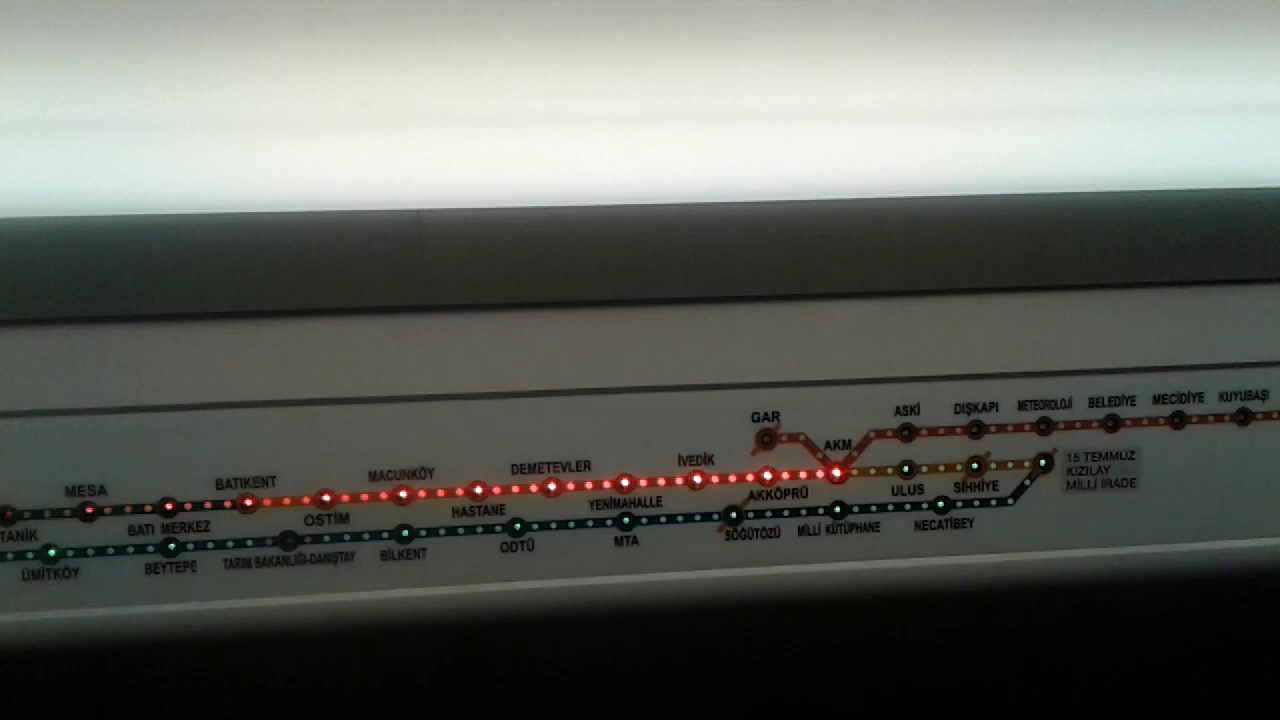 GAR
ASKİ
DIŞKAPI
METEOROLOJİ
BELEDİYE
MECİDİYE
KUYUBAŞI
AKM
MESA
BATIKENT
MACUNKÖY
DEMETEVLER
İVEDİK
15 TEMMUZ
KIZILAY
MİLLİ İRADE
TANİK
BATI MERKEZ
OSTİM
HASTANE
YENİMAHALLE
AKKÖPRÜ
ULUS
SIHHİYE
ÜMİTKÖY
BEYTEPE
TARIM BAKANLIĞI-DANIŞTAY
BİLKENT
ODTÜ
MTA
SÖĞÜTÖZÜ
MİLLİ KÜTÜPHANE
NECATİBEY